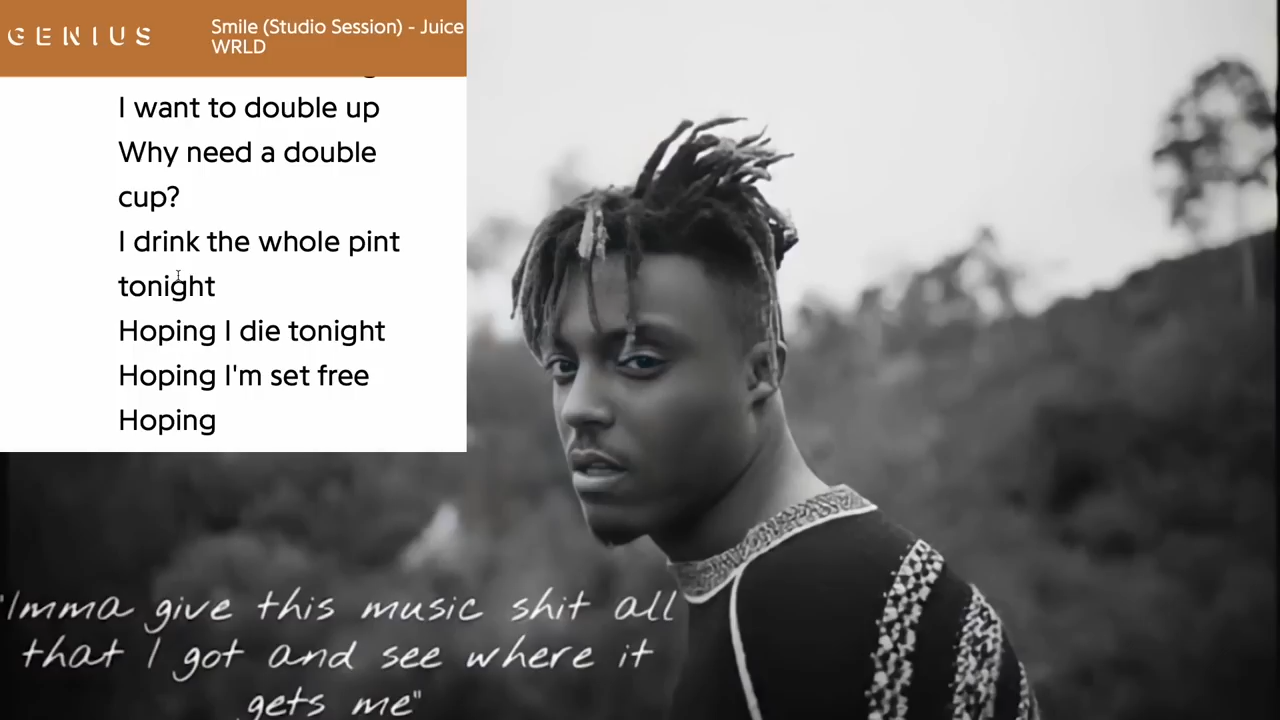 GENIUS
Smile (Studio Session) - Juice
WRLD
I want to double up
Why need a double
cup?
I drink the whole pint
tonight
Hoping I die tonight
Hoping I'm set free
Hoping
"Imma give this music shit all
that I got and see where it
gets me"